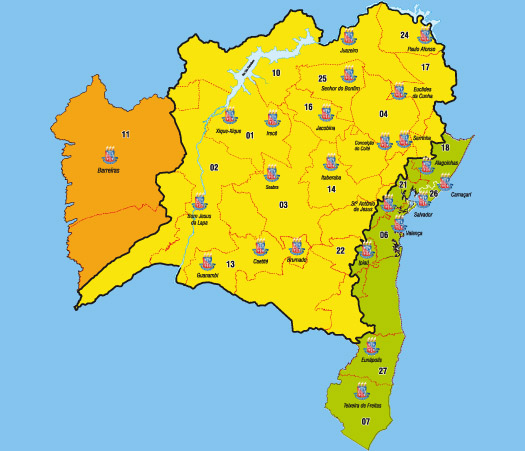 24
Juazeiro
Paulo Afonso
17
10
25
Senhor do Bonfim
Euclides
da Cunha
16
04
Xique-Xique
Irecê
Jacobina
11
01
Conceição
do Coité
Serrinha
18
Barreiras
02
Itaberaba
Alagoinhas
Seabra
14
21
Camaçari
26
Bom Jesus
da Lapa
03
Stº Antônio
de Jesus
Salvador
06
Valença
22
Ipiaú
Caetité
Brumado
13
Guanambi
Eunápolis
27
Teixeira de Freitas
07